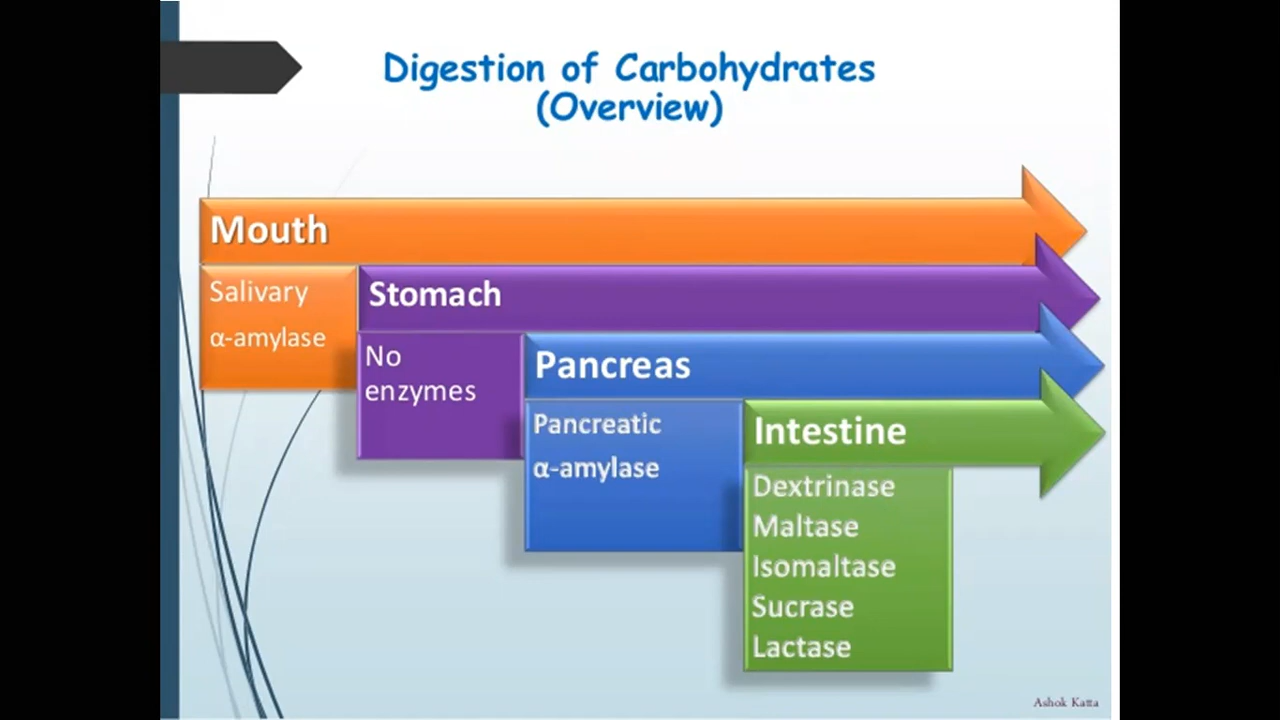 Digestion of Carbohydrates
(Overview)
Mouth
Salivary
α-amylase
Stomach
No
enzymes
Pancreas
Pancreatic
α-amylase
Intestine
Dextrinase
Maltase
Isomaltase
Sucrase
Lactase
Ashok Katta